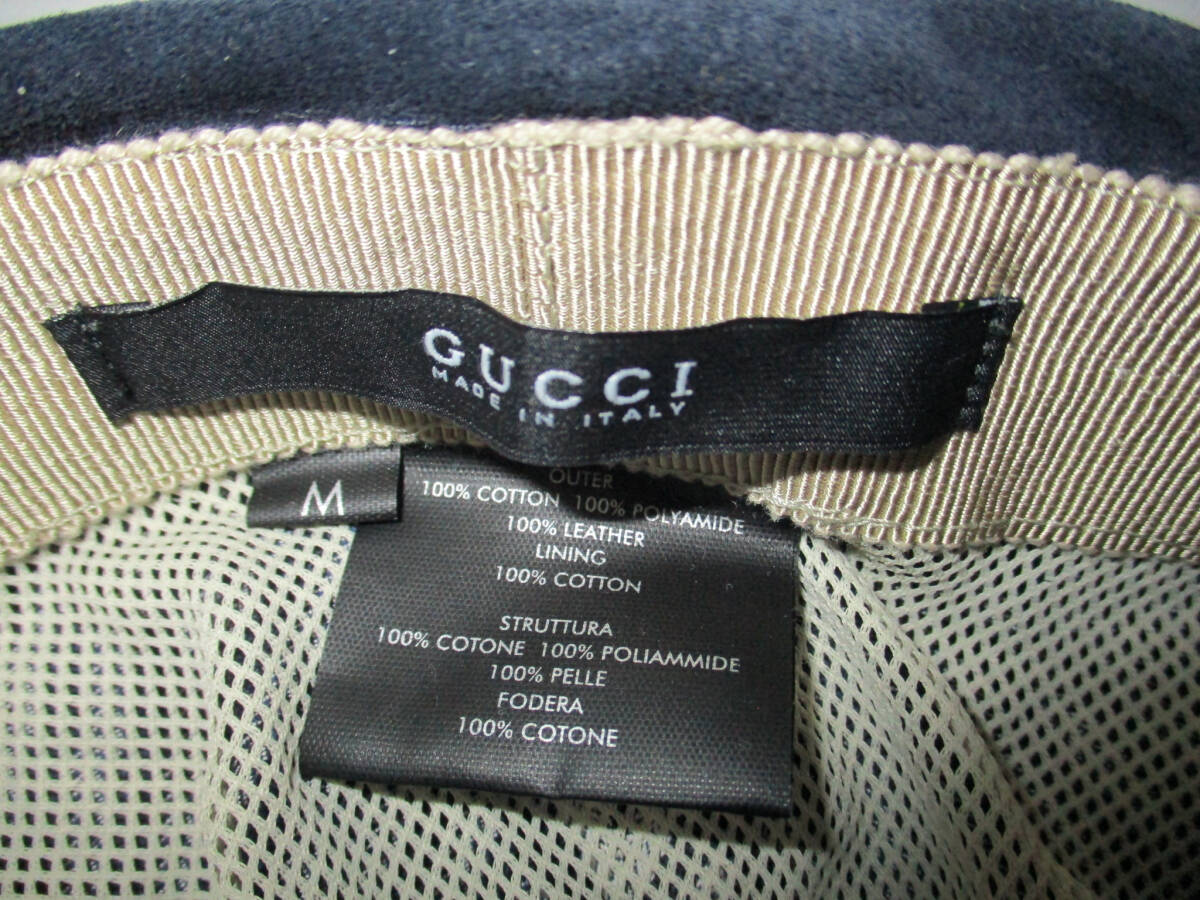 GUCCI
MADE IN ITALY
M
OUTER
100% COTTON 100% POLYAMIDE
100% LEATHER
LINING
100% COTTON
STRUTTURA
100% COTONE 100% POLIAMMIDE
100% PELLE
FODERA
100% COTONE